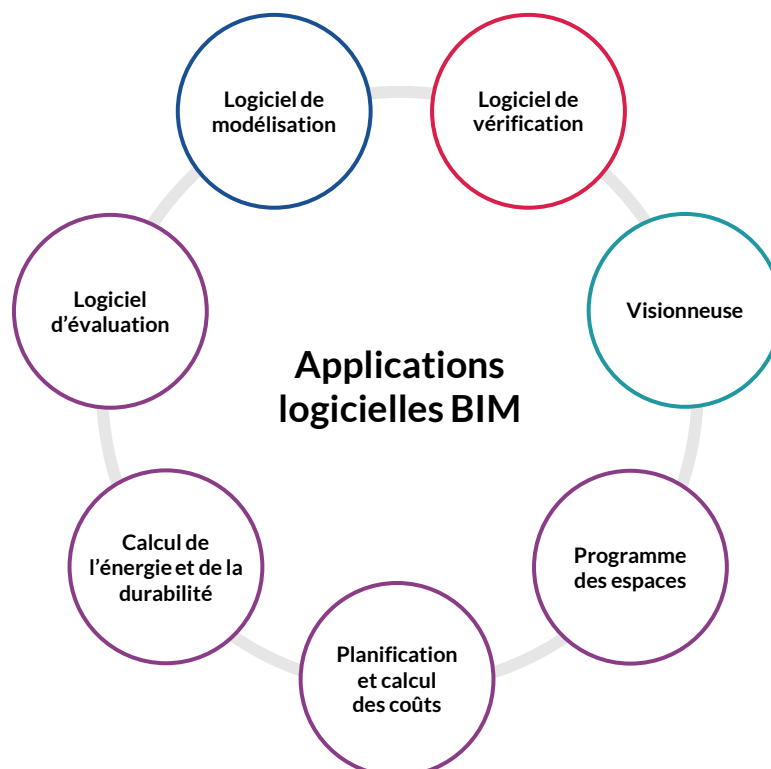 Logiciel de
modélisation
Logiciel de
vérification
Logiciel
d’évaluation
Visionneuse
Applications
logicielles BIM
Calcul de
l’énergie et de la
durabilité
Programme
des espaces
Planification
et calcul
des coûts